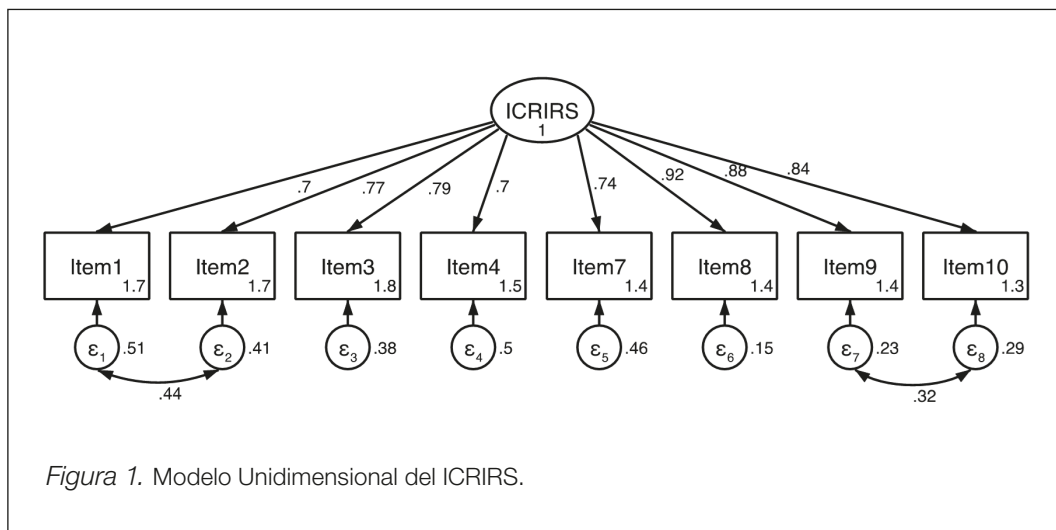 ICRIRS
1
.7 .77 .79 .7 .74 .92 .88 .84
Item1 Item2 Item3 Item4 Item7 Item8 Item9 Item10
1.7 1.7 1.8 1.5 1.4 1.4 1.4 1.3
ε1 .51 ε2 .41 ε3 .38 ε4 .5 ε5 .46 ε6 .15 ε7 .23 ε8 .29
.44 .32
Figura 1. Modelo Unidimensional del ICRIRS.